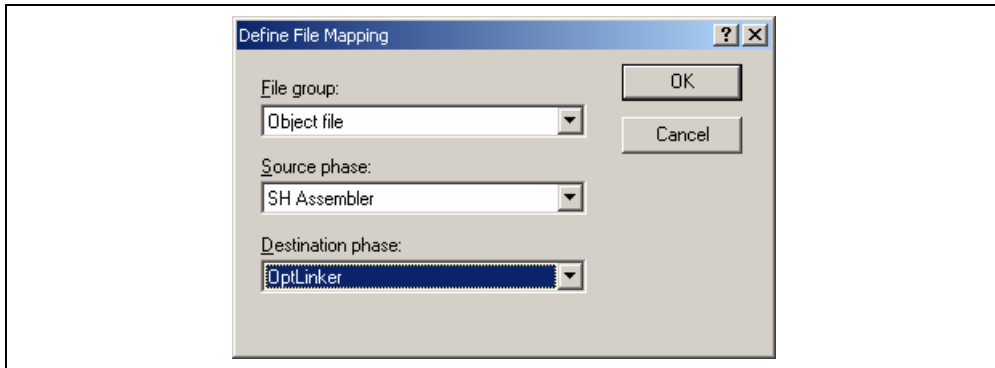 Define File Mapping
File group:
Object file
Source phase:
SH Assembler
Destination phase:
OptLinker
OK
Cancel